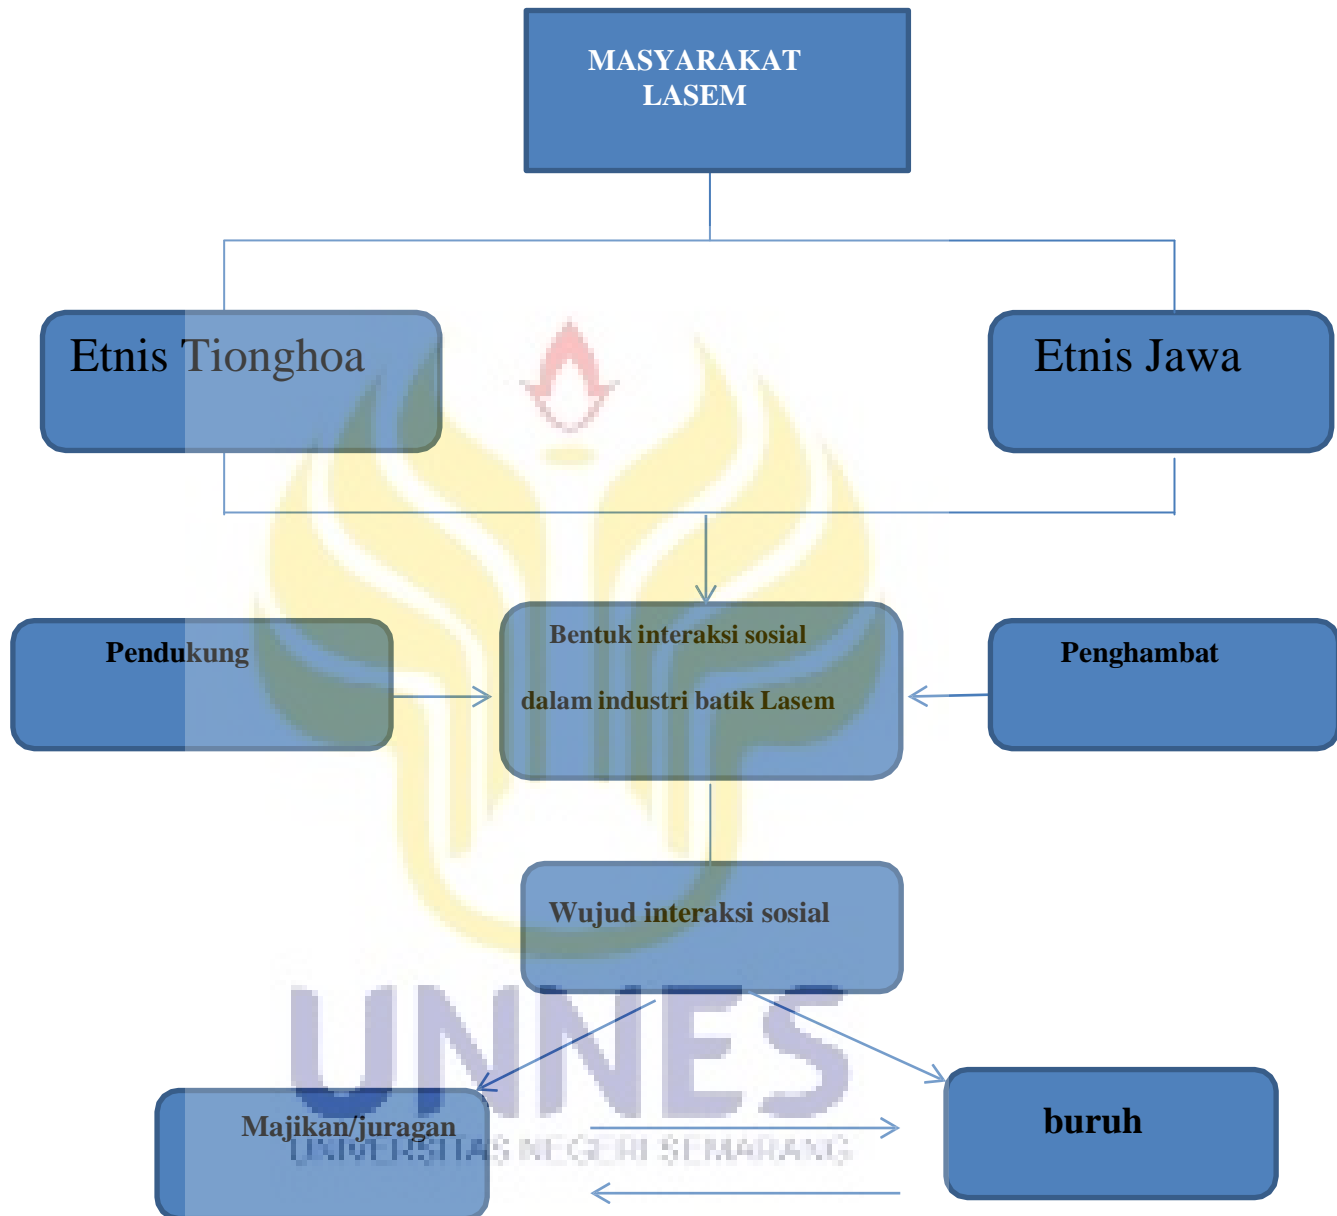 MASYARAKAT
LASEM
Etnis Tionghoa
Etnis Jawa
Pendukung
Bentuk interaksi sosial
dalam industri batik Lasem
Penghambat
Wujud interaksi sosial
UNNES
Majikan/juragan
buruh
UNIVERSITAS NEGERI SEMARANG